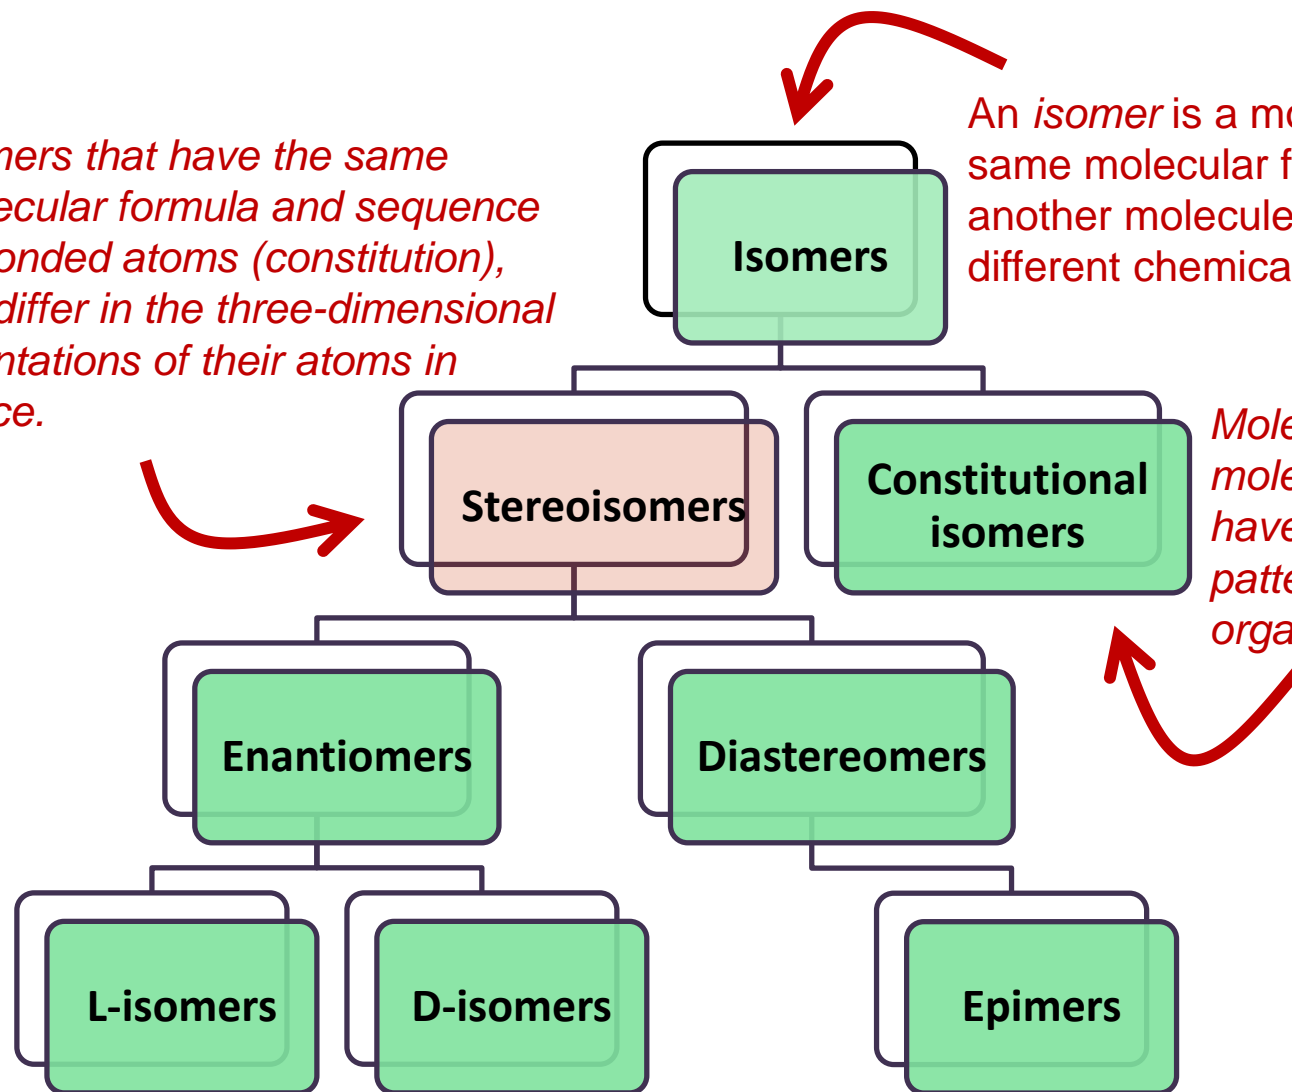 An isomer is a mo
same molecular f
another molecule
different chemica
mers that have the same
ecular formula and sequence
onded atoms (constitution),
differ in the three-dimensional
ntations of their atoms in
ce.
Isomers
Stereoisomers
Constitutional
isomers
Mole
mole
have
patte
orga
Enantiomers
Diastereomers
L-isomers
D-isomers
Epimers